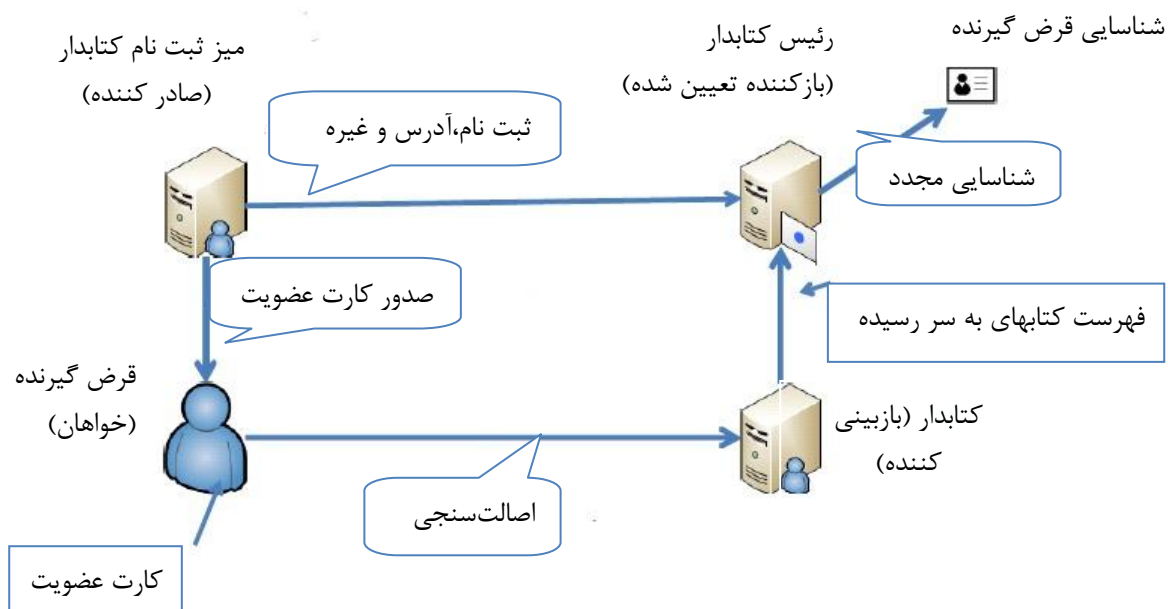 شناسایی قرض گیرنده
رئیس کتابدار
(بازکننده تعیین شده)
میز ثبت نام کتابدار
(صادر کننده)
ثبت نام،آدرس و غیره
شناسایی مجدد
صدور کارت عضویت
فهرست کتابهای به سر رسیده
قرض گیرنده
(خواهان)
کتابدار (بازبینی
کننده)
اصالت‌سنجی
کارت عضویت